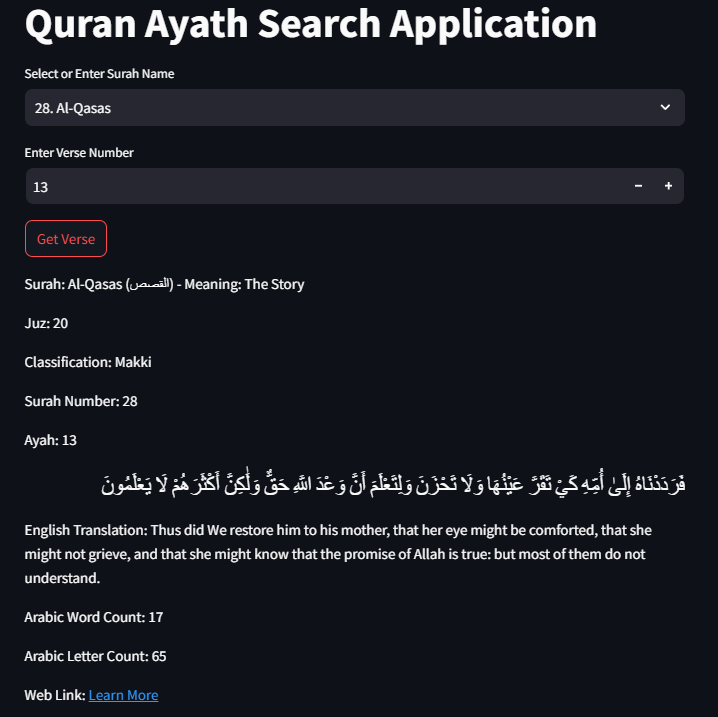 Quran Ayath Search Application
Select or Enter Surah Name
28. Al-Qasas
Enter Verse Number
13
Get Verse
Surah: Al-Qasas (القصص) - Meaning: The Story
Juz: 20
Classification: Makki
Surah Number: 28
Ayah: 13
فَرَدَدْنَاهُ إِلَىٰ أُمِّهِ كَيْ تَقَرَّ عَيْنُهَا وَلَا تَحْزَنَ وَلِتَعْلَمَ أَنَّ وَعْدَ اللَّهِ حَقٌّ وَلَٰكِنَّ أَكْثَرَهُمْ لَا يَعْلَمُونَ
English Translation: Thus did We restore him to his mother, that her eye might be comforted, that she
might not grieve, and that she might know that the promise of Allah is true: but most of them do not
understand.
Arabic Word Count: 17
Arabic Letter Count: 65
Web Link: Learn More